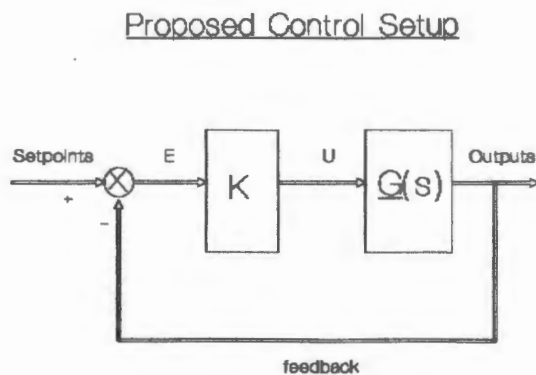 Proposed Control Setup
Setpoints E U Outputs
+ K G(s)
−
feedback